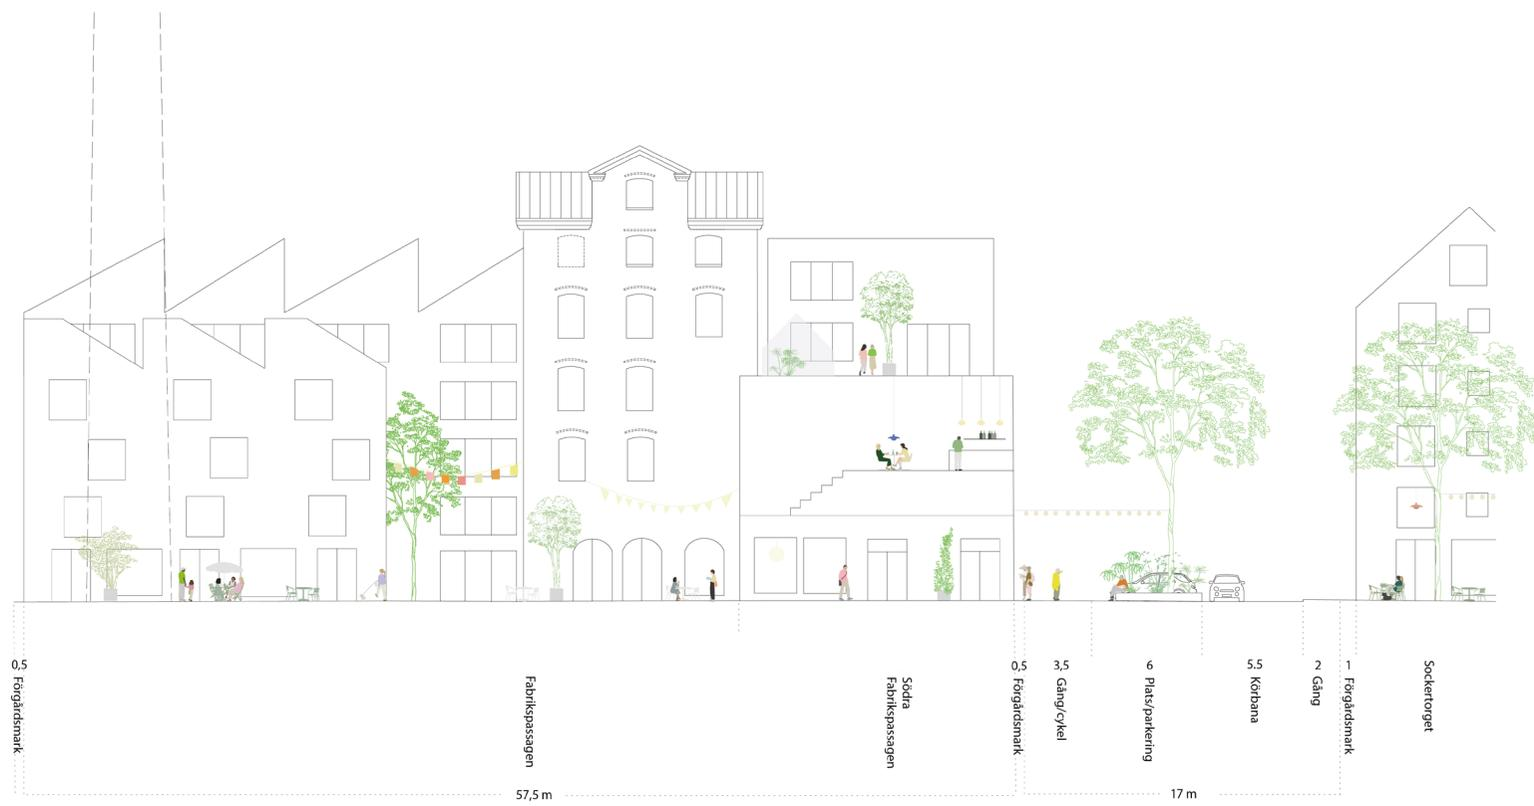 0,5 Förgårdsmark
Fabrikspassagen
Södra
Fabrikspassagen
0,5 Förgårdsmark
3,5 Gång/cykel
6 Plats/parkering
5.5 Körbana
2 Gång
1 Förgårdsmark
Sockertorget
57,5 m
17 m